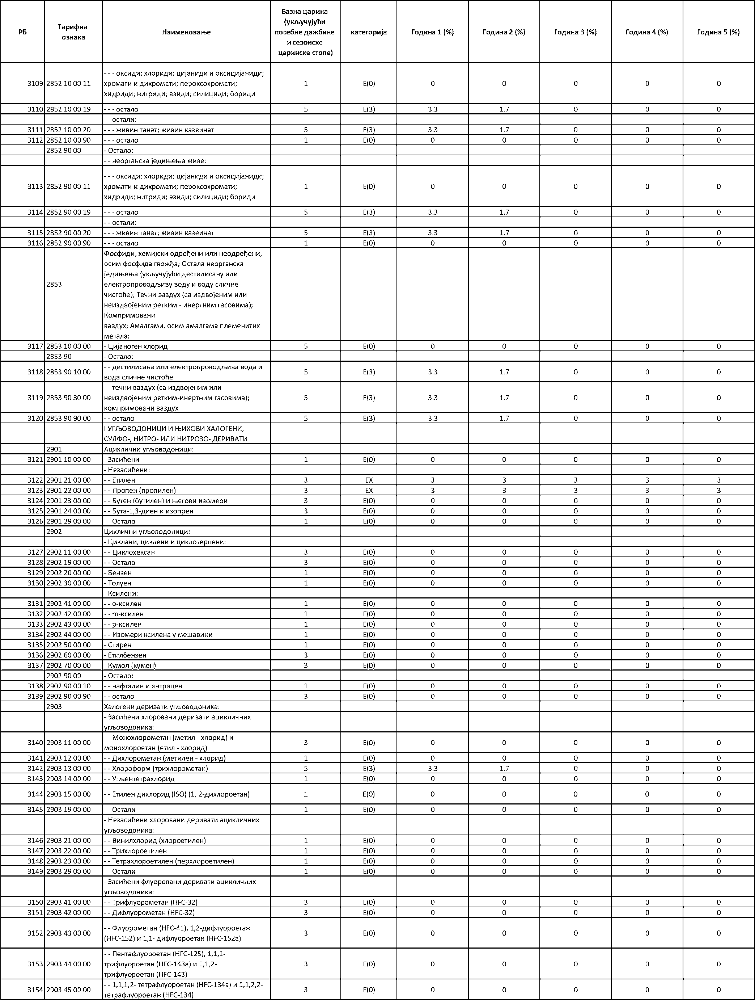 РБ Тарифна ознака Наименовање Базна царина (укључујући посебне дажбине и сезонске царинске стопе) категорија Година 1 (%) Година 2 (%) Година 3 (%) Година 4 (%) Година 5 (%)
3109 2852 10 00 11 - - - оксиди; хлориди; цијаниди и оксицијаниди; хромати и дихромати; пероксохромати; хидриди; нитриди; азиди; силициди; бориди 1 E(0) 0 0 0 0 0
3110 2852 10 00 19 - - - остало 5 E(3) 3.3 1.7 0 0 0
- - остали:
3111 2852 10 00 20 - - - живин танат; живин казеинат 5 E(3) 3.3 1.7 0 0 0
3112 2852 10 00 90 - - - остало 1 E(0) 0 0 0 0 0
2852 90 00 - Остало:
- - неорганска једињења живе:
3113 2852 90 00 11 - - - оксиди; хлориди; цијаниди и оксицијаниди; хромати и дихромати; пероксохромати; хидриди; нитриди; азиди; силициди; бориди 1 E(0) 0 0 0 0 0
3114 2852 90 00 19 - - - остало 5 E(3) 3.3 1.7 0 0 0
- - остали:
3115 2852 90 00 20 - - - живин танат; живин казеинат 5 E(3) 3.3 1.7 0 0 0
3116 2852 90 00 90 - - - остало 1 E(0) 0 0 0 0 0
2853 Фосфиди, хемијски одређени или неодређени, осим фосфида гвожђа; Остала неорганска једињења (укључујући дестилисану или електропроводљиву воду и воду сличне чистоће); Течни ваздух (са издвојеним или неиздвојеним ретким - инертним гасовима); Компримовани ваздух; Амалгами, осим амалгама племенитих метала:
3117 2853 10 00 00 - Цијаноген хлорид 5 E(0) 0 0 0 0 0
2853 90 - Остало:
3118 2853 90 10 00 - - дестилисана или електропроводљива вода и вода сличне чистоће 5 E(3) 3.3 1.7 0 0 0
3119 2853 90 30 00 - - течни ваздух (са издвојеним или неиздвојеним ретким-инертним гасовима); компримовани ваздух 5 E(3) 3.3 1.7 0 0 0
3120 2853 90 90 00 - - остало 5 E(3) 3.3 1.7 0 0 0
I УГЉОВОДОНИЦИ И ЊИХОВИ ХАЛОГЕНИ, СУЛФО-, НИТРО- ИЛИ НИТРОЗО- ДЕРИВАТИ
2901 Ациклични угљоводоници:
3121 2901 10 00 00 - Засићени 1 E(0) 0 0 0 0 0
- Незасићени:
3122 2901 21 00 00 - - Етилен 3 EX 3 3 3 3 3
3123 2901 22 00 00 - - Пропен (пропилен) 3 EX 3 3 3 3 3
3124 2901 23 00 00 - - Бутен (бутилен) и његови изомери 3 E(0) 0 0 0 0 0
3125 2901 24 00 00 - - Бута-1,3-диен и изопрен 3 E(0) 0 0 0 0 0
3126 2901 29 00 00 - - Остало 1 E(0) 0 0 0 0 0
2902 Циклични угљоводоници:
- Циклани, циклени и циклотерпени:
3127 2902 11 00 00 - - Циклохексан 3 E(0) 0 0 0 0 0
3128 2902 19 00 00 - - Остало 3 E(0) 0 0 0 0 0
3129 2902 20 00 00 - Бензен 1 E(0) 0 0 0 0 0
3130 2902 30 00 00 - Толуен 1 E(0) 0 0 0 0 0
- Ксилени:
3131 2902 41 00 00 - - о-ксилен 1 E(0) 0 0 0 0 0
3132 2902 42 00 00 - - m-ксилен 1 E(0) 0 0 0 0 0
3133 2902 43 00 00 - - p-ксилен 1 E(0) 0 0 0 0 0
3134 2902 44 00 00 - - Изомери ксилена у мешавини 1 E(0) 0 0 0 0 0
3135 2902 50 00 00 - Стирен 1 E(0) 0 0 0 0 0
3136 2902 60 00 00 - Етилбензен 3 E(0) 0 0 0 0 0
3137 2902 70 00 00 - Кумол (кумен) 3 E(0) 0 0 0 0 0
2902 90 00 - Остало:
3138 2902 90 00 10 - - нафталин и антрацен 1 E(0) 0 0 0 0 0
3139 2902 90 00 90 - - остало 3 E(0) 0 0 0 0 0
2903 Халогени деривати угљоводоника:
- Засићени хлоровани деривати ацикличних угљоводоника:
3140 2903 11 00 00 - - Монохлорометан (метил - хлорид) и монохлороетан (етил - хлорид) 3 E(0) 0 0 0 0 0
3141 2903 12 00 00 - - Дихлорометан (метилен - хлорид) 1 E(0) 0 0 0 0 0
3142 2903 13 00 00 - - Хлороформ (трихлорометан) 5 E(3) 3.3 1.7 0 0 0
3143 2903 14 00 00 - - Угљентетрахлорид 1 E(0) 0 0 0 0 0
3144 2903 15 00 00 - - Етилен дихлорид (ISO) (1, 2-дихлороетан) 1 E(0) 0 0 0 0 0
3145 2903 19 00 00 - - Остали 1 E(0) 0 0 0 0 0
- Незасићени хлоровани деривати ацикличних угљоводоника:
3146 2903 21 00 00 - - Винилхлорид (хлороетилен) 1 E(0) 0 0 0 0 0
3147 2903 22 00 00 - - Трихлороетилен 1 E(0) 0 0 0 0 0
3148 2903 23 00 00 - - Тетрахлороетилен (перхлороетилен) 1 E(0) 0 0 0 0 0
3149 2903 29 00 00 - - Остали 1 E(0) 0 0 0 0 0
- Засићени флуоровани деривати ацикличних угљоводоника:
3150 2903 41 00 00 - - Трифлуорометан (HFC-32) 3 E(0) 0 0 0 0 0
3151 2903 42 00 00 - - Дифлуорометан (HFC-32) 3 E(0) 0 0 0 0 0
3152 2903 43 00 00 - - Флуорометан (HFC-41), 1,2-дифлуороетан (HFC-152) и 1,1- дифлуороетан (HFC-152a) 3 E(0) 0 0 0 0 0
3153 2903 44 00 00 - - Пентафлуороетан (HFC-125), 1,1,1-трифлуороетан (HFC-143a) и 1,1,2-трифлуороетан (HFC-143) 3 E(0) 0 0 0 0 0
3154 2903 45 00 00 - - 1,1,1,2- тетрафлуороетан (HFC-134a) и 1,1,2,2-тетрафлуороетан (HFC-134) 3 E(0) 0 0 0 0 0